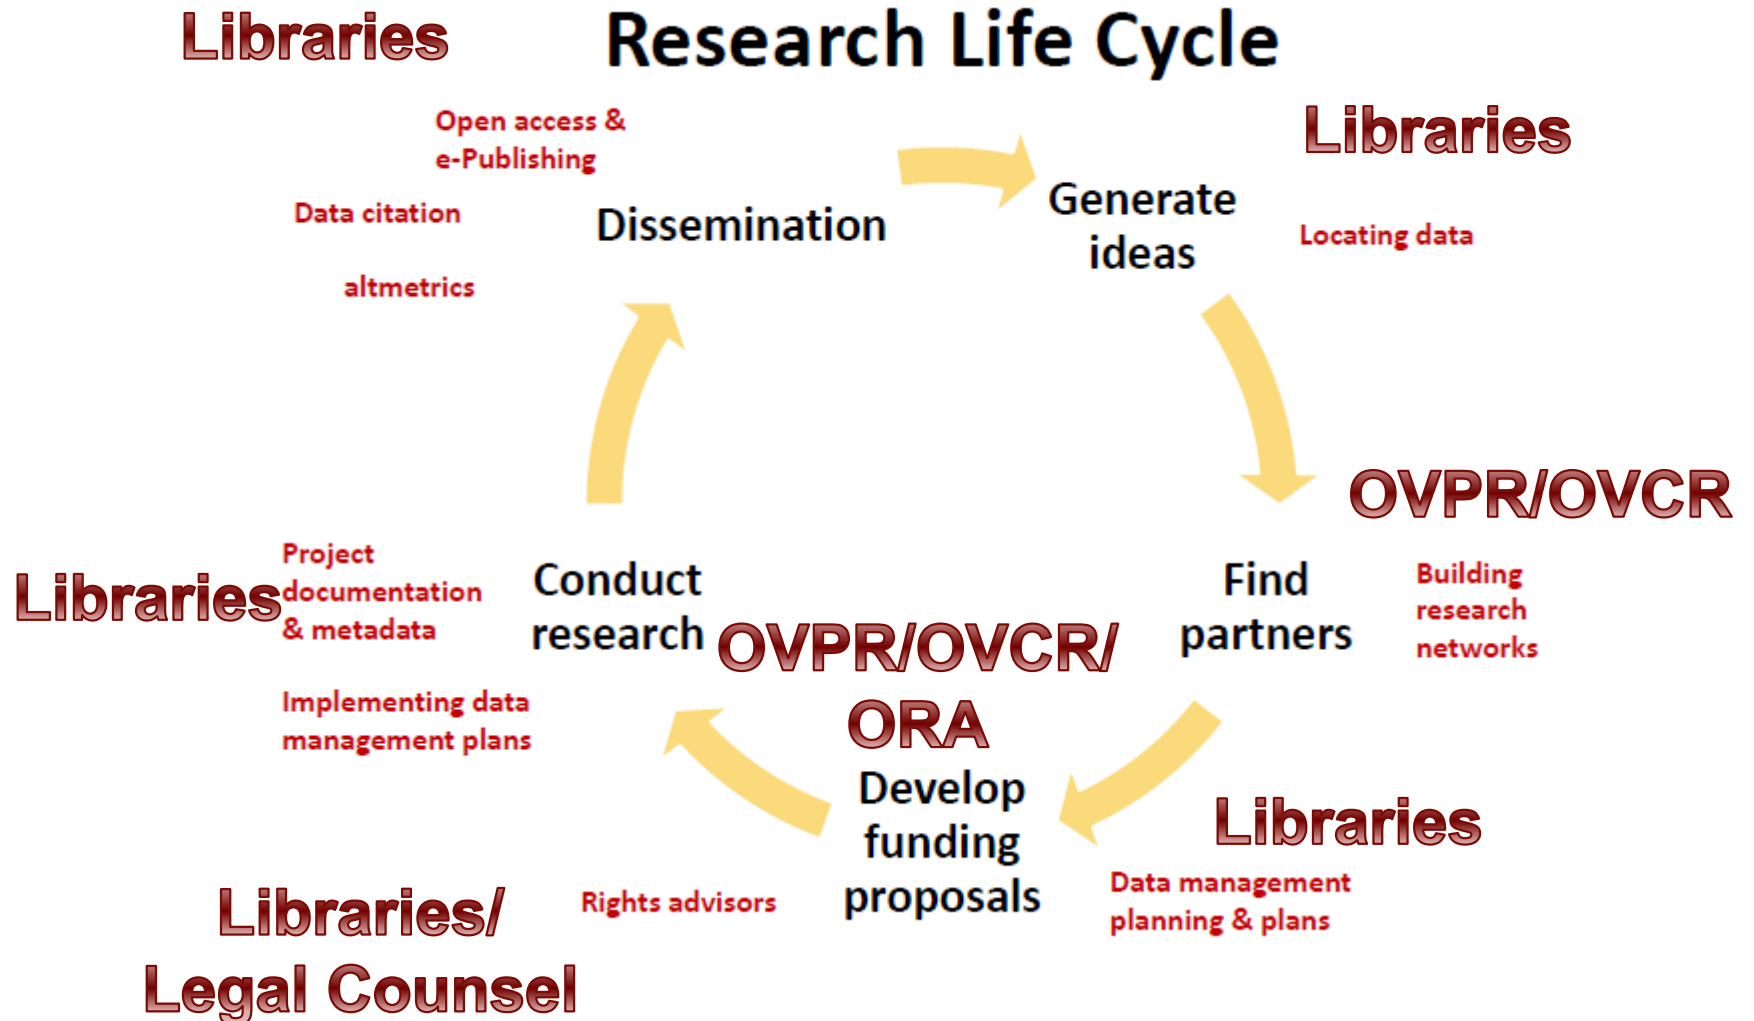 Libraries
Research Life Cycle
Open access &
e-Publishing
Libraries
Data citation
Dissemination
Generate
ideas
Locating data
altmetrics
OVPR/OVCR
Project
documentation
& metadata
Libraries
Conduct
research
Find
partners
Building
research
networks
OVPR/OVCR/
ORA
Implementing data
management plans
Develop
funding
proposals
Libraries
Data management
planning & plans
Rights advisors
Libraries/
Legal Counsel